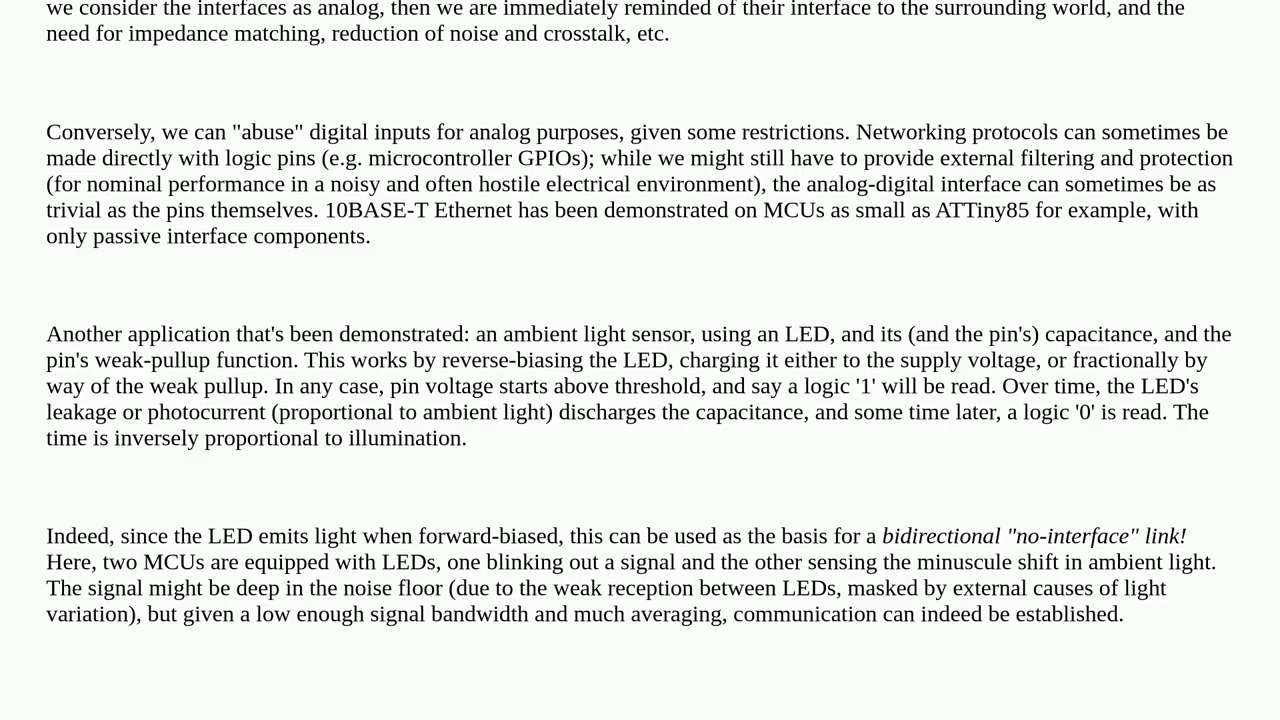 we consider the interfaces as analog, then we are immediately reminded of their interface to the surrounding world, and the
need for impedance matching, reduction of noise and crosstalk, etc.
Conversely, we can "abuse" digital inputs for analog purposes, given some restrictions. Networking protocols can sometimes be
made directly with logic pins (e.g. microcontroller GPIOs); while we might still have to provide external filtering and protection
(for nominal performance in a noisy and often hostile electrical environment), the analog-digital interface can sometimes be as
trivial as the pins themselves. 10BASE-T Ethernet has been demonstrated on MCUs as small as ATTiny85 for example, with
only passive interface components.
Another application that's been demonstrated: an ambient light sensor, using an LED, and its (and the pin's) capacitance, and the
pin's weak-pullup function. This works by reverse-biasing the LED, charging it either to the supply voltage, or fractionally by
way of the weak pullup. In any case, pin voltage starts above threshold, and say a logic '1' will be read. Over time, the LED's
leakage or photocurrent (proportional to ambient light) discharges the capacitance, and some time later, a logic '0' is read. The
time is inversely proportional to illumination.
Indeed, since the LED emits light when forward-biased, this can be used as the basis for a bidirectional "no-interface" link!
Here, two MCUs are equipped with LEDs, one blinking out a signal and the other sensing the minuscule shift in ambient light.
The signal might be deep in the noise floor (due to the weak reception between LEDs, masked by external causes of light
variation), but given a low enough signal bandwidth and much averaging, communication can indeed be established.